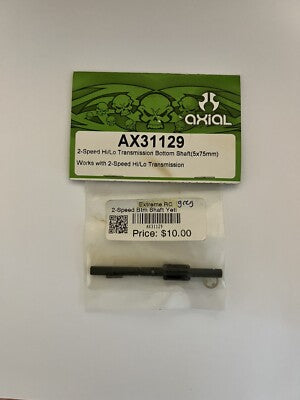 AXIAL
AX31129
2-Speed Hi/Lo Transmission Bottom Shaft(5x75mm)
Works with 2-Speed Hi/Lo Transmission
Extreme RC
grey
2-Speed Btm Shaft Yeti
AX31129
Price: $10.00